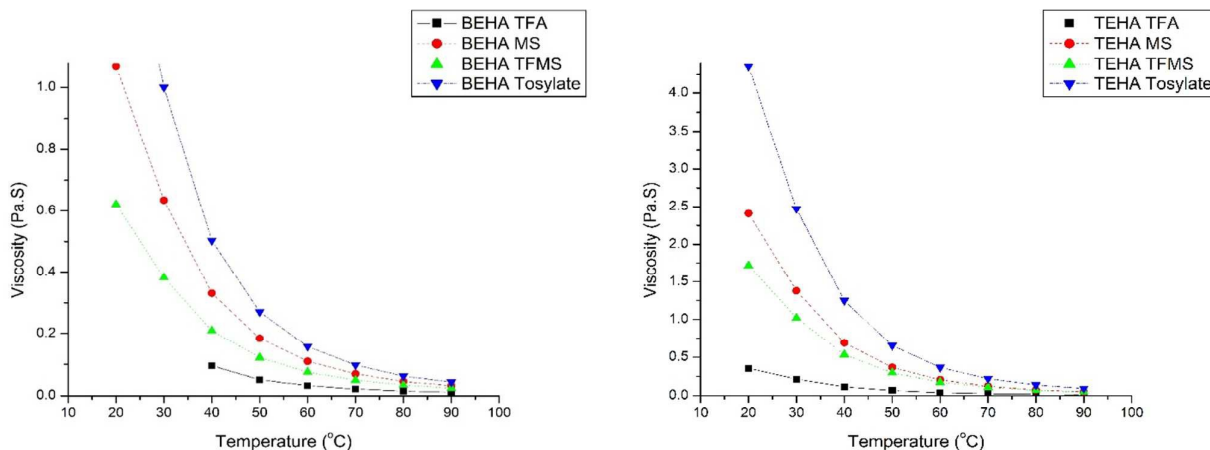 BEHA TFA
BEHA MS
BEHA TFMS
BEHA Tosylate
1.0
0.8
0.6
0.4
0.2
0.0
Viscosity (Pa.S)
10 20 30 40 50 60 70 80 90 100
Temperature (°C)
TEHA TFA
TEHA MS
TEHA TFMS
TEHA Tosylate
4.0
3.5
3.0
2.5
2.0
1.5
1.0
0.5
0.0
Viscosity (Pa.S)
10 20 30 40 50 60 70 80 90 100
Temperature (°C)